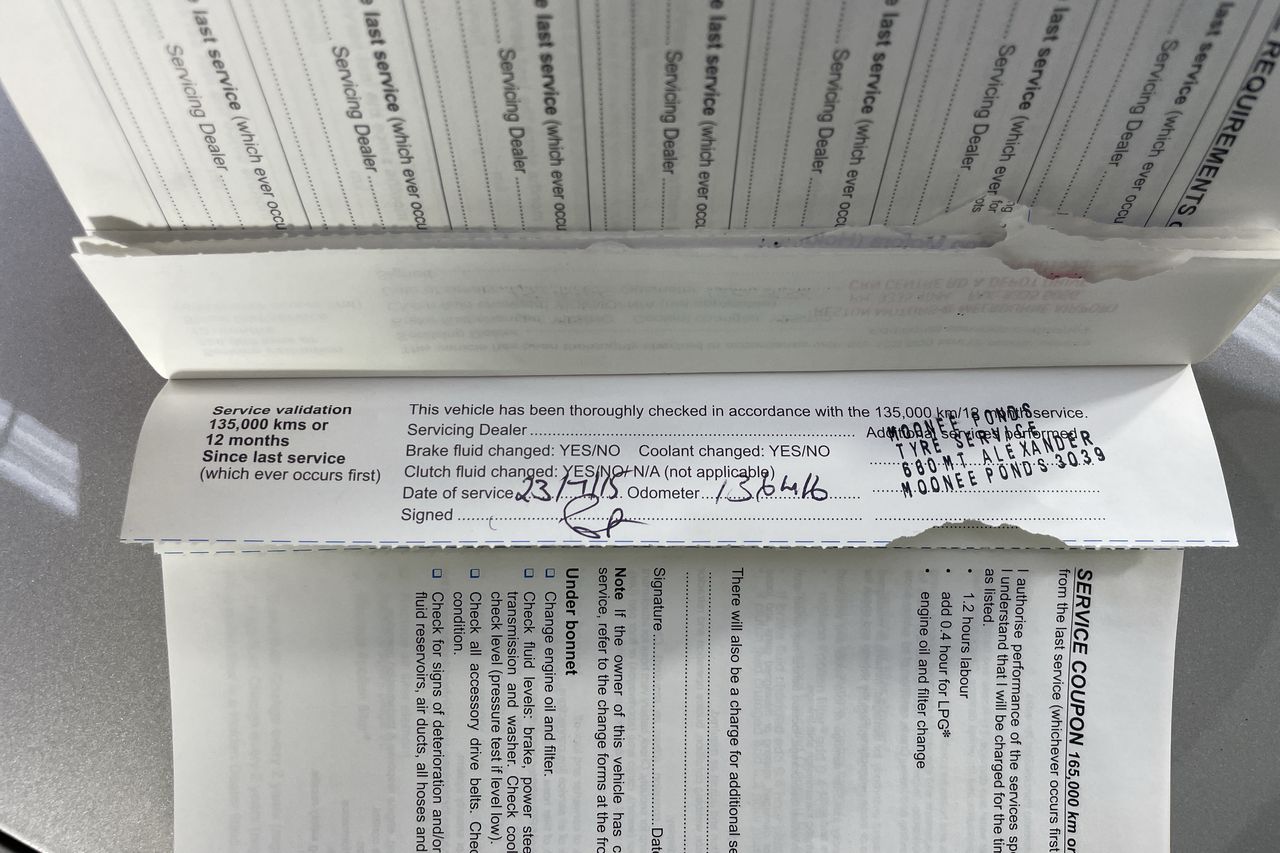 REQUIREMENTS
last service (which ever occu
Servicing Dealer
e last service (which ever for
Servicing Dealer
e last service (which ever occu
Servicing Dealer
e last service (which ever occu
Servicing Dealer
e last service (which ever occu
Servicing Dealer
e last service (which ever occu
Servicing Dealer
e last service (which ever occu
Servicing Dealer
Service validation
135,000 kms or
12 months
Since last service
(which ever occurs first)
This vehicle has been thoroughly checked in accordance with the 135,000 km/12 month service.
Servicing Dealer
Additional services performed
Brake fluid changed: YES/NO Coolant changed: YES/NO
Clutch fluid changed: YES/NO N/A (not applicable)
Date of service 23/7/15 Odometer 136416
Signed
MOONEE PONDS
TYRE SERVICE
680 MT ALEXANDER
MOONEE PONDS 3039
SERVICE COUPON 165,000 km or
from the last service (whichever occurs first
I authorise performance of the services spe
I understand that I will be charged for the tim
as listed.
• 1.2 hours labour
• add 0.4 hour for LPG*
• engine oil and filter change
There will also be a charge for additional se
Signature Date
Note If the owner of this vehicle has c
service, refer to the change forms at the fro
Under bonnet
❑ Change engine oil and filter.
❑ Check fluid levels: brake, power stee
transmission and washer. Check cool
check level (pressure test if level low).
❑ Check all accessory drive belts. Chec
condition.
❑ Check for signs of deterioration and/or
fluid reservoirs, air ducts, all hoses and